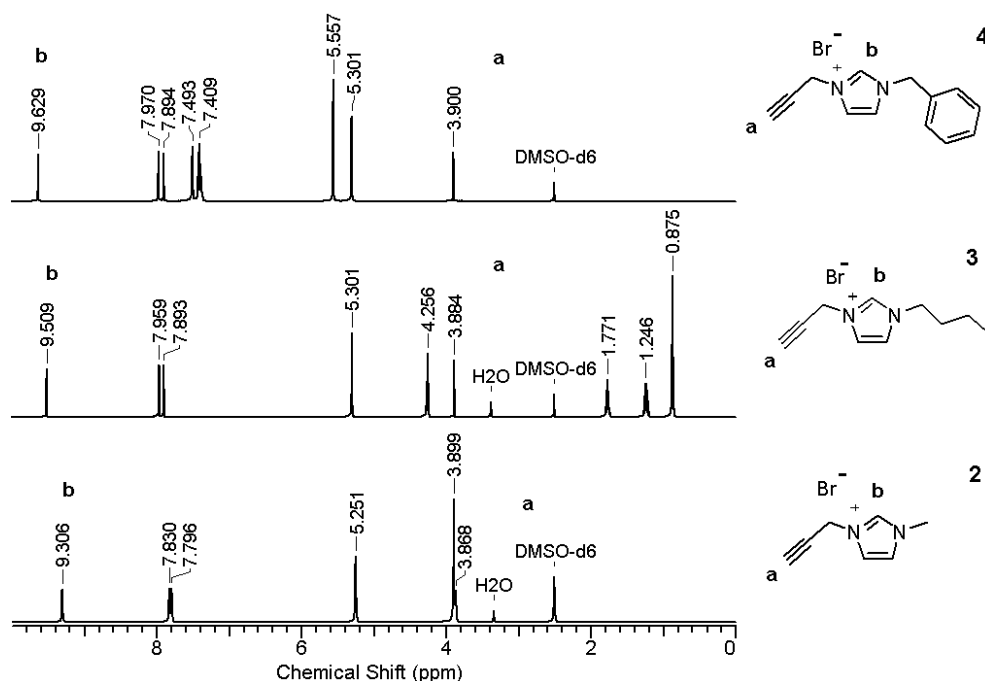 b
9.629
7.970
7.894
7.493
7.409
5.557
5.301
a
3.900
DMSO-d6
4
Br−
b
+
N
N
a
b
9.509
7.959
7.893
5.301
4.256
a
3.884
H2O
DMSO-d6
1.771
1.246
0.875
3
Br−
b
+
N
N
a
b
9.306
7.830
7.796
5.251
3.899
3.868
a
H2O
DMSO-d6
2
Br−
b
+
N
N
a
8 6 4 2 0
Chemical Shift (ppm)